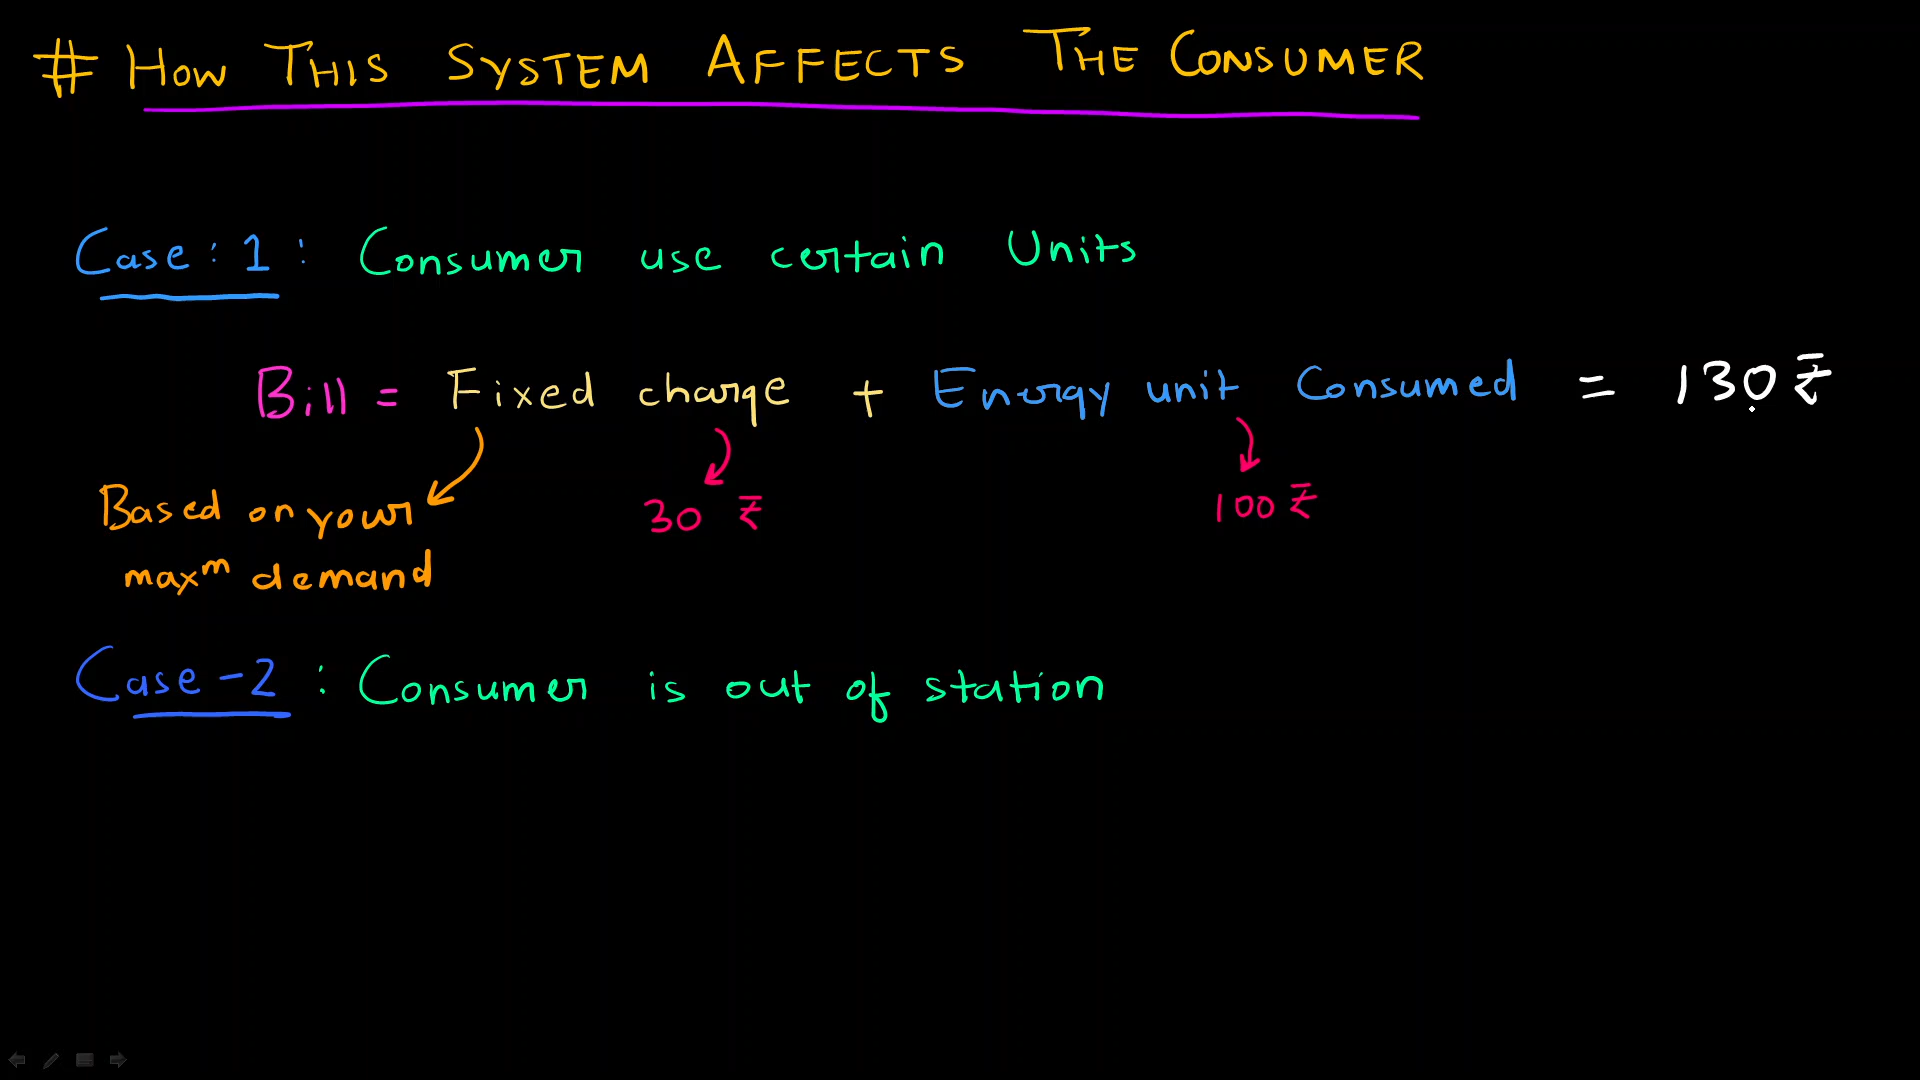 # How THIS SYSTEM AFFECTS THE CONSUMER
Case : 1 : Consumer use certain Units
Bill = Fixed charge + Energy unit Consumed = 130 ₹
Based on your
maxᵐ demand
30 ₹
100 ₹
Case - 2 : Consumer is out of station